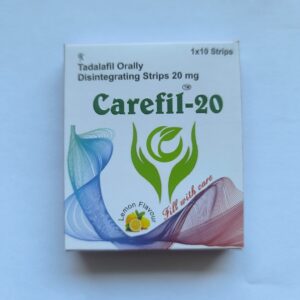 1x10 Strips
Tadalafil Orally
Disintegrating Strips 20 mg
Carefil-20
Lemon Flavour
Fill with care